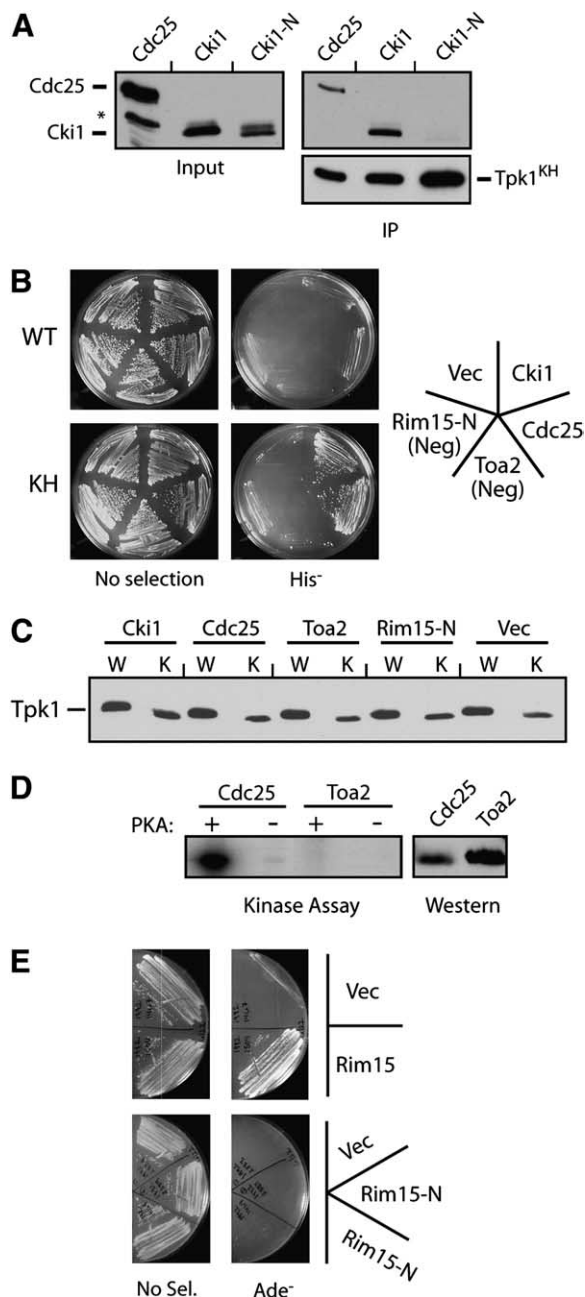 A
Cdc25
Cki1
Cki1-N
Cdc25
Cki1
Cki1-N
Cdc25
*
Cki1
Input
Tpk1KH
IP
B
WT
KH
No selection
His-
Vec
Cki1
Rim15-N
(Neg)
Cdc25
Toa2
(Neg)
C
Cki1
Cdc25
Toa2
Rim15-N
Vec
W K W K W K W K W K
Tpk1
D
Cdc25
Toa2
Cdc25
Toa2
PKA: + - + -
Kinase Assay
Western
E
Vec
Rim15
Vec
Rim15-N
Rim15-N
No Sel.
Ade-